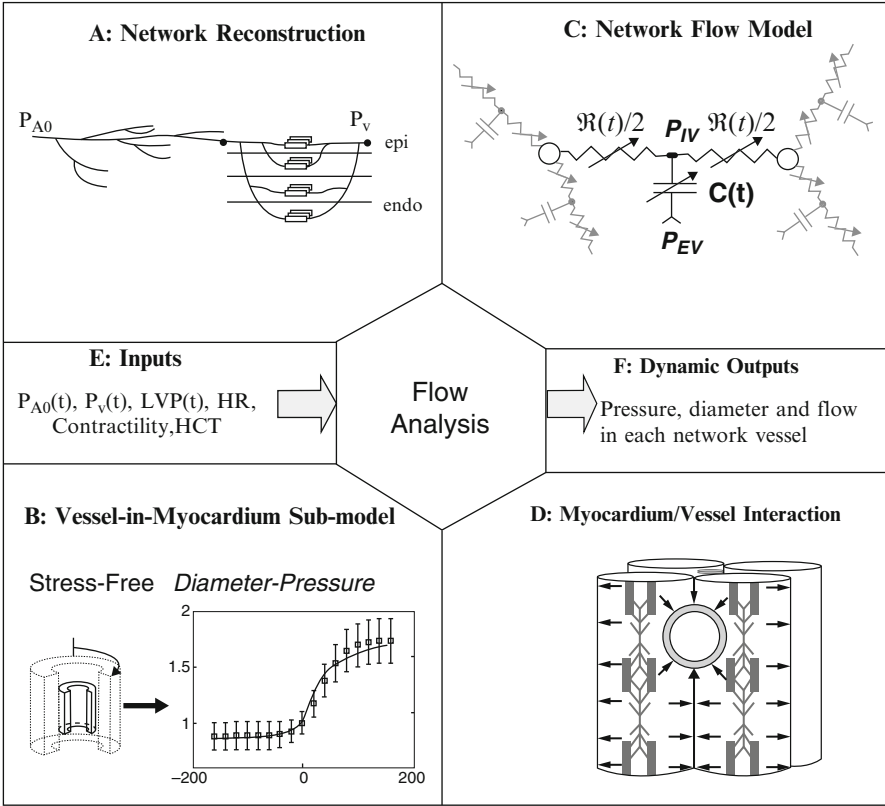 A: Network Reconstruction
P_A0
P_v
epi
endo
C: Network Flow Model
ℜ(t)/2
P_IV
ℜ(t)/2
C(t)
P_EV
E: Inputs
P_A0(t), P_v(t), LVP(t), HR,
Contractility,HCT
Flow
Analysis
F: Dynamic Outputs
Pressure, diameter and flow
in each network vessel
B: Vessel-in-Myocardium Sub-model
Stress-Free
Diameter-Pressure
2
1.5
1
−200
0
200
D: Myocardium/Vessel Interaction